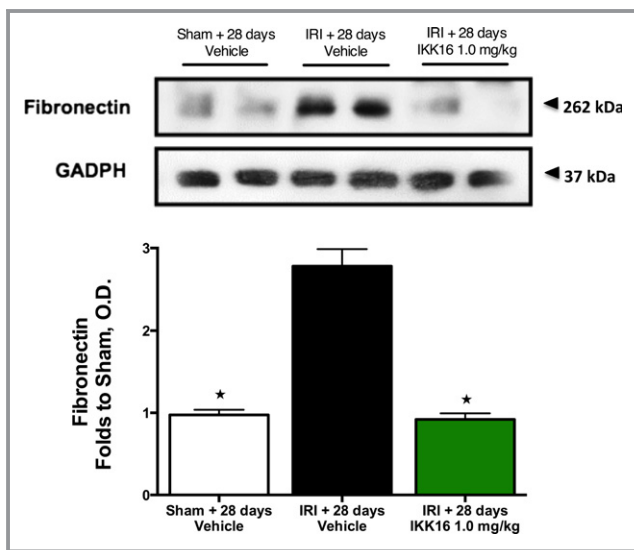 Sham + 28 days
Vehicle
IRI + 28 days
Vehicle
IRI + 28 days
IKK16 1.0 mg/kg
Fibronectin
262 kDa
GADPH
37 kDa
Fibronectin
Folds to Sham, O.D.
3
2
1
0
★
★
Sham + 28 days
Vehicle
IRI + 28 days
Vehicle
IRI + 28 days
IKK16 1.0 mg/kg